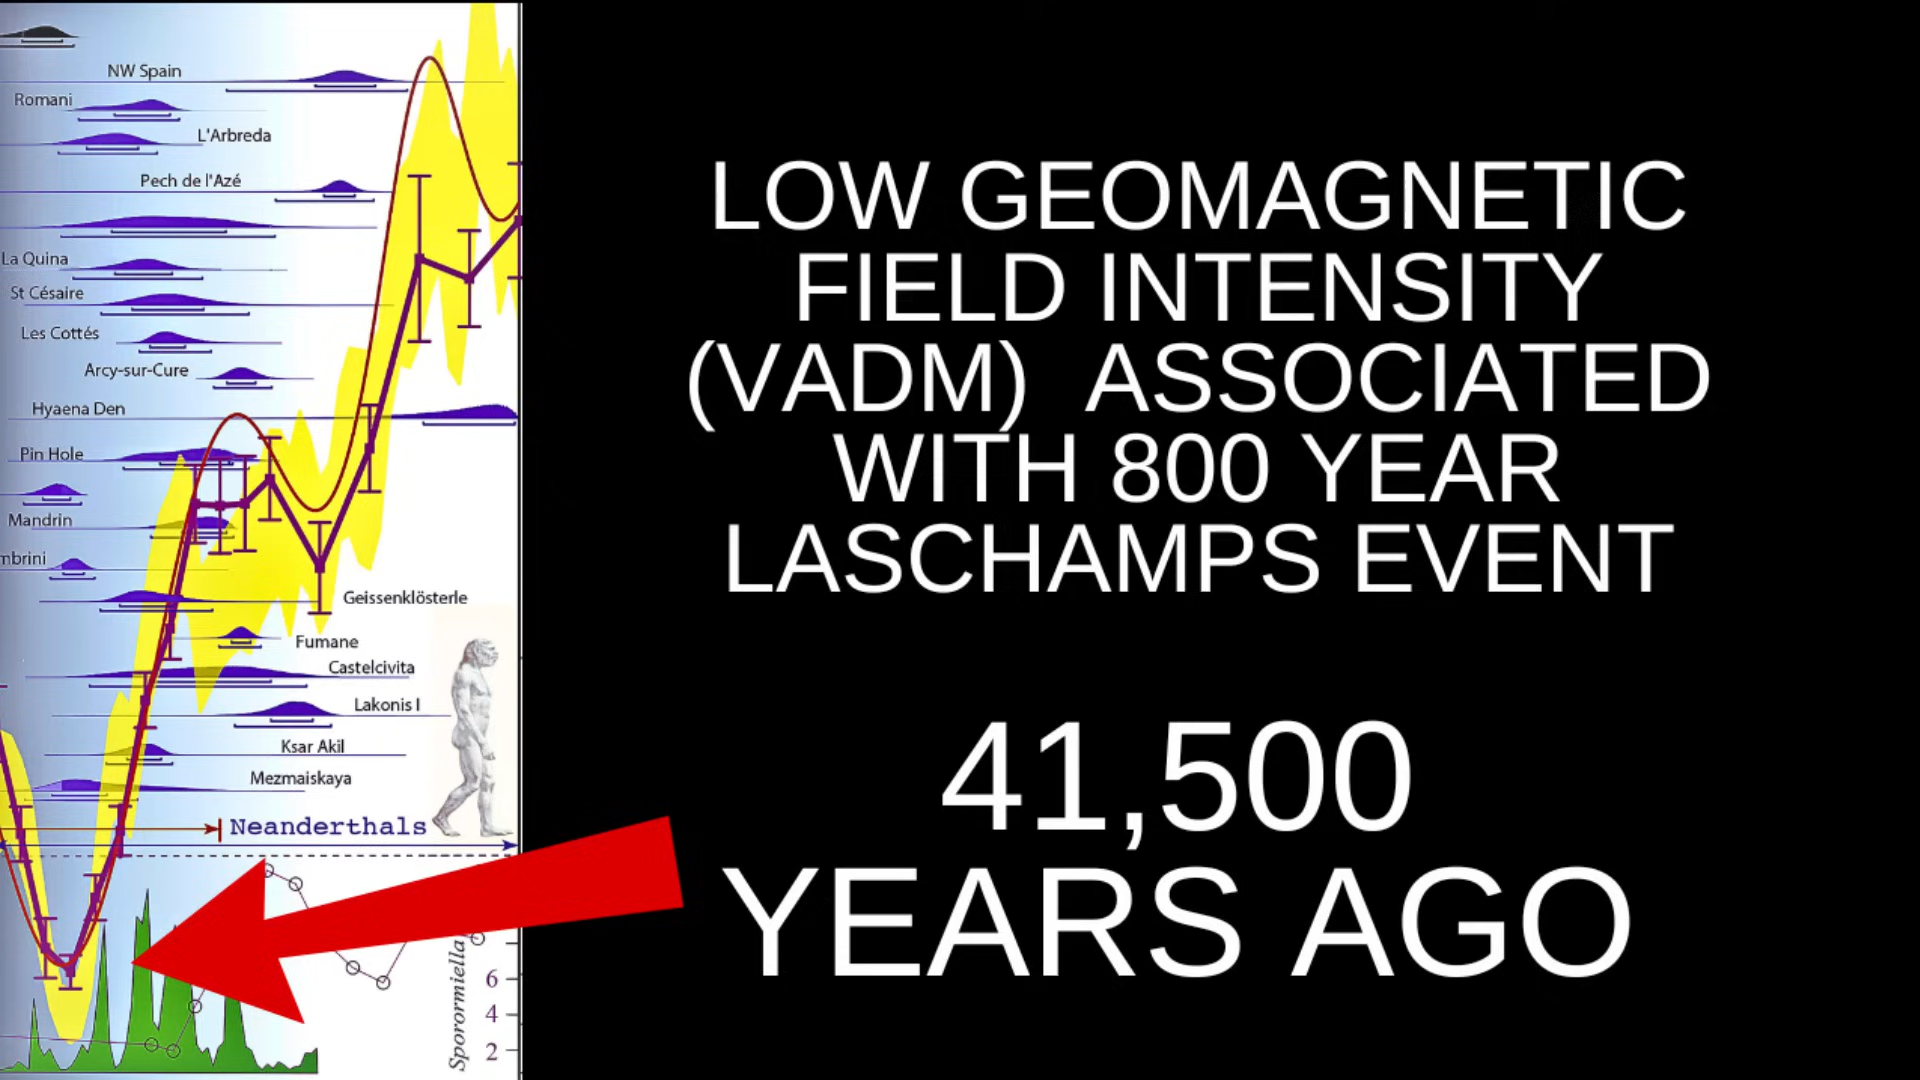 NW Spain
Romani
L'Arbreda
Pech de l'Azé
La Quina
St Césaire
Les Cottés
Arcy-sur-Cure
Hyaena Den
Pin Hole
Mandrin
mbrini
Geissenklösterle
Fumane
Castelcivita
Lakonis I
Ksar Akil
Mezmaiskaya
Neanderthals
Sporormiella
6
4
2
LOW GEOMAGNETIC
FIELD INTENSITY
(VADM) ASSOCIATED
WITH 800 YEAR
LASCHAMPS EVENT
41,500
YEARS AGO